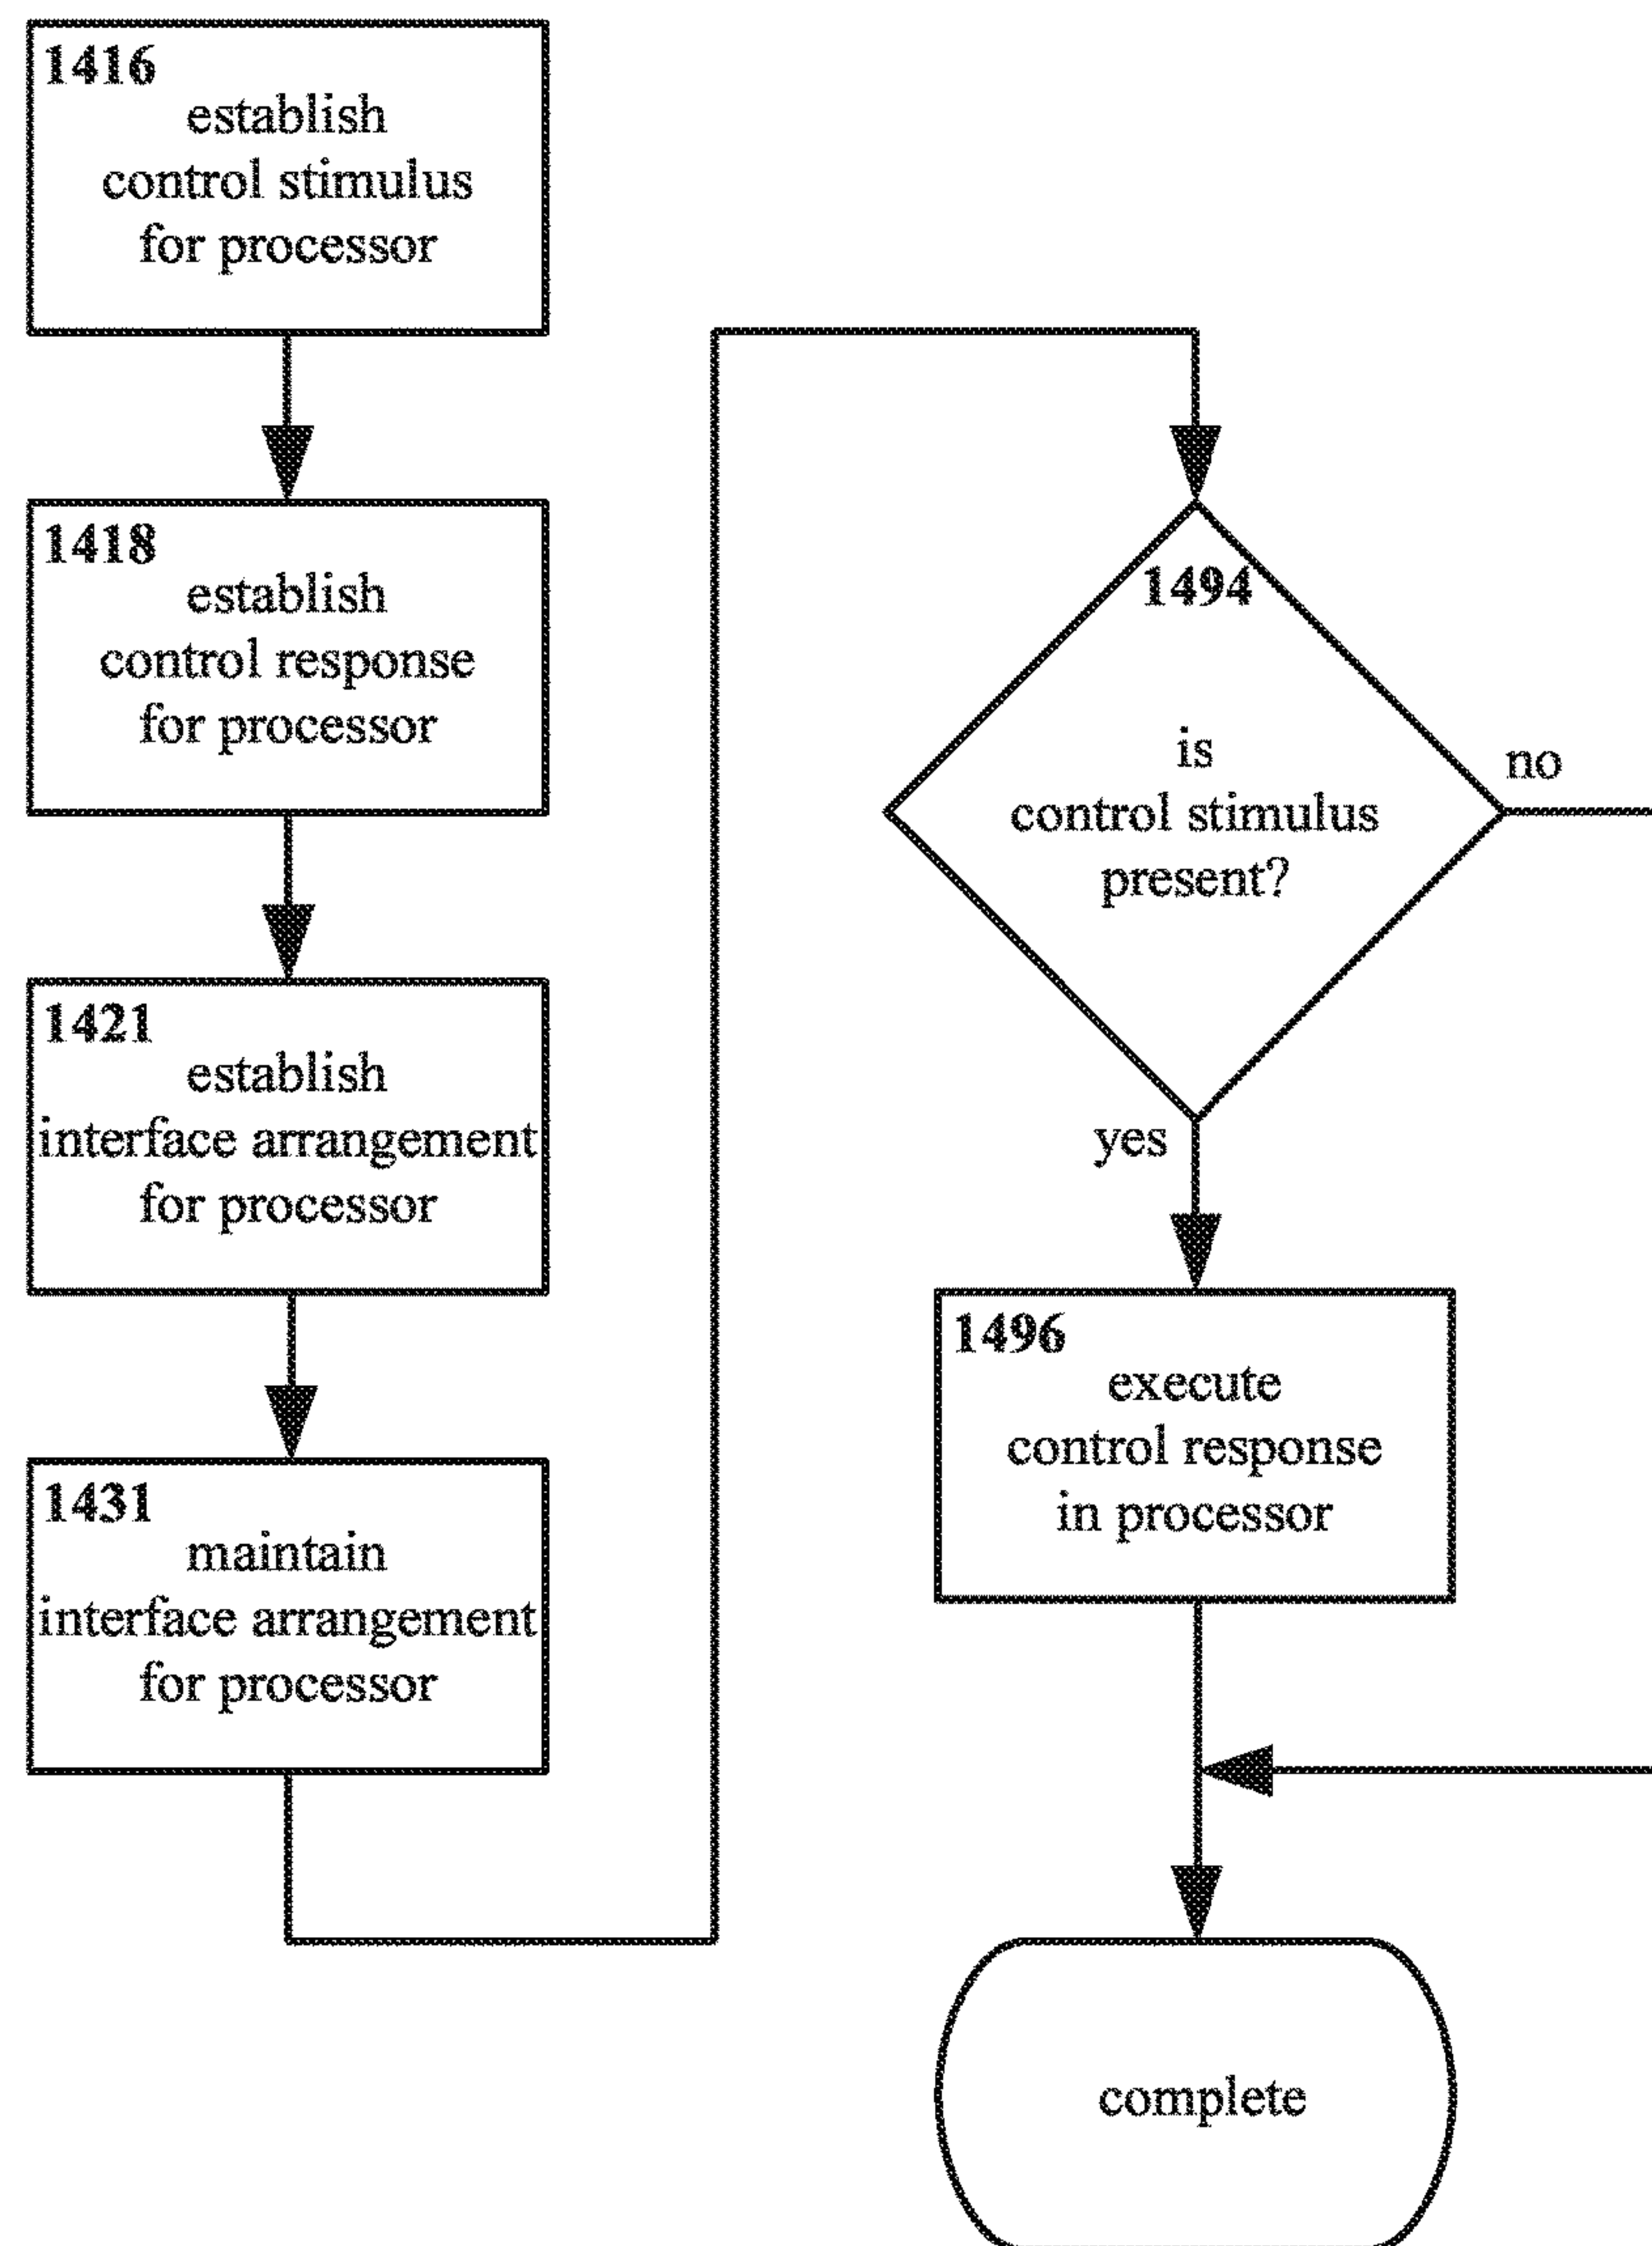 1416
establish
control stimulus
for processor
1418
establish
control response
for processor
1421
establish
interface arrangement
for processor
1431
maintain
interface arrangement
for processor
1494
is
control stimulus
present?
no
yes
1496
execute
control response
in processor
complete